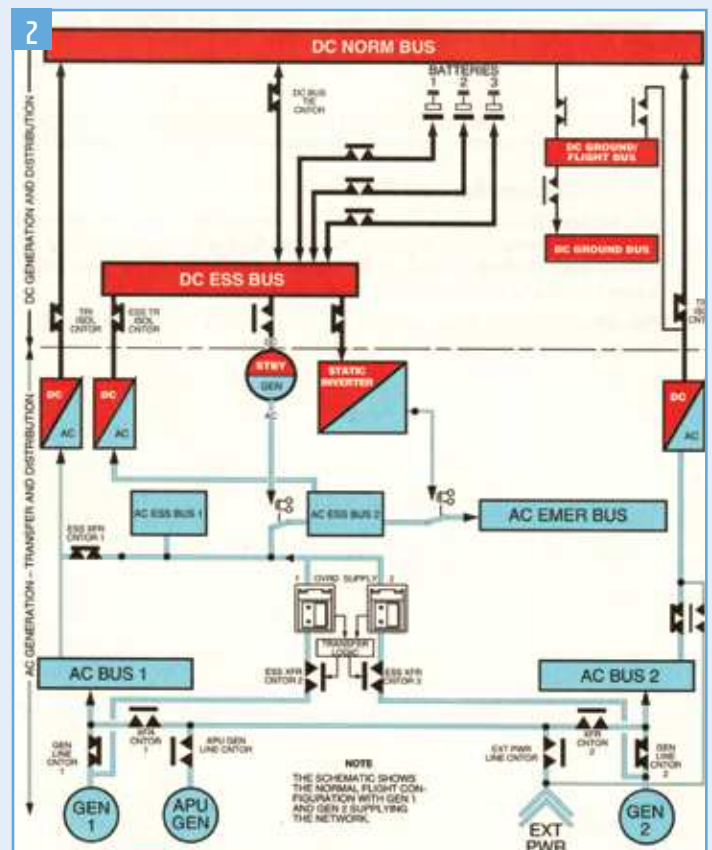 2
DC NORM BUS
BATTERIES
1 2 3
DC BUS
TIE
CNTOR
DC GROUND/
FLIGHT BUS
DC GROUND BUS
DC ESS BUS
DC GENERATION AND DISTRIBUTION
TR1
ISOL
CNTOR
ESS TR
ISOL
CNTOR
DC
STBY
GEN
AC
STATIC
INVERTER
DC
AC
DC
AC
DC
AC
AC ESS BUS 1
AC ESS BUS 2
AC EMER BUS
ESS XFR
CNTOR 1
1 OVRD SUPPLY 2
TRANSFER
LOGIC
AC GENERATION – TRANSFER AND DISTRIBUTION
AC BUS 1
ESS XFR
CNTOR 2
ESS XFR
CNTOR 3
AC BUS 2
GEN
LINE
CNTOR
1
XFR
CNTOR
1
APU GEN
LINE CNTOR
EXT PWR
LINE CNTOR
XFR
CNTOR
2
GEN
LINE
CNTOR
2
NOTE
THE SCHEMATIC SHOWS
THE NORMAL FLIGHT CON-
FIGURATION WITH GEN 1
AND GEN 2 SUPPLYING
THE NETWORK.
GEN
1
APU
GEN
EXT
PWR
GEN
2